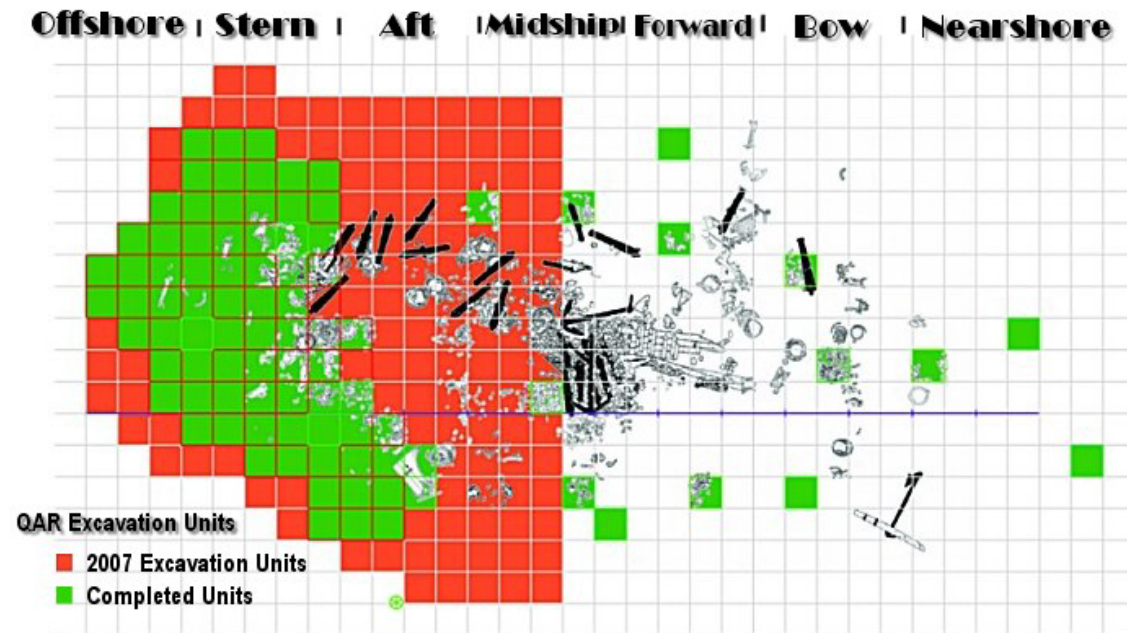 Offshore | Stern | Aft | Midship | Forward | Bow | Nearshore
QAR Excavation Units
2007 Excavation Units
Completed Units